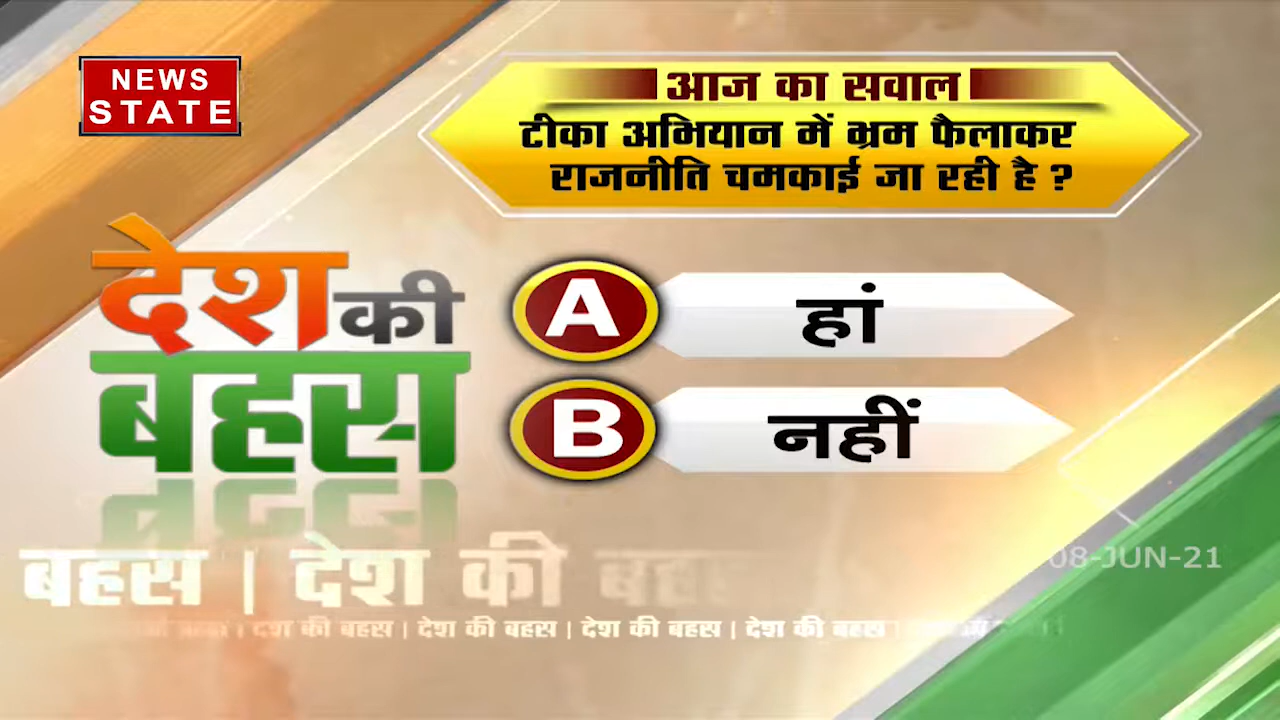 NEWS
STATE
आज का सवाल
टीका अभियान में भ्रम फैलाकर
राजनीति चमकाई जा रही है ?
देश की
बहस
A हां
B नहीं
बहस | देश की बहस
08-JUN-21
देश की बहस | देश की बहस | देश की बहस | देश की बहस